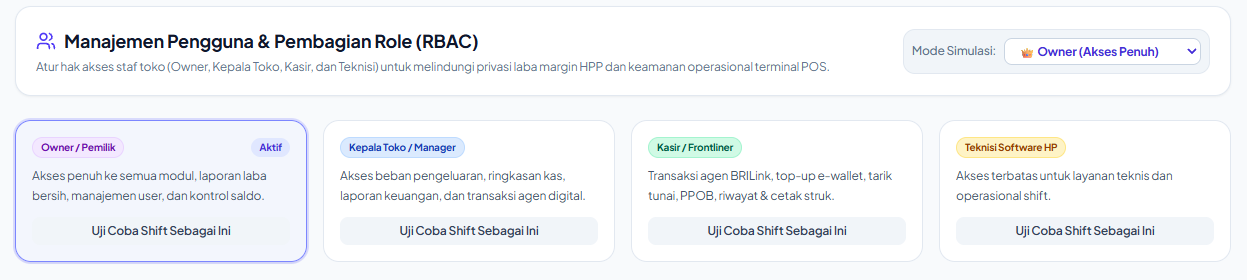 Manajemen Pengguna & Pembagian Role (RBAC)
Atur hak akses staf toko (Owner, Kepala Toko, Kasir, dan Teknisi) untuk melindungi privasi laba margin HPP dan keamanan operasional terminal POS.
Mode Simulasi:
👑 Owner (Akses Penuh)
Owner / Pemilik
Aktif
Akses penuh ke semua modul, laporan laba
bersih, manajemen user, dan kontrol saldo.
Uji Coba Shift Sebagai Ini
Kepala Toko / Manager
Akses beban pengeluaran, ringkasan kas,
laporan keuangan, dan transaksi agen digital.
Uji Coba Shift Sebagai Ini
Kasir / Frontliner
Transaksi agen BRILink, top-up e-wallet, tarik
tunai, PPOB, riwayat & cetak struk.
Uji Coba Shift Sebagai Ini
Teknisi Software HP
Akses terbatas untuk layanan teknis dan
operasional shift.
Uji Coba Shift Sebagai Ini